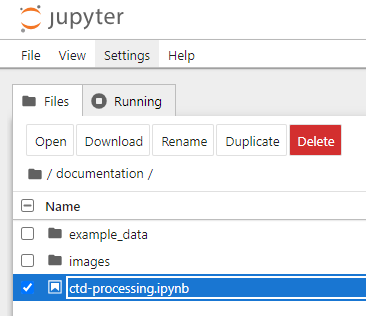 jupyter
File View Settings Help
Files Running
Open Download Rename Duplicate Delete
/ documentation /
Name
example_data
images
ctd-processing.ipynb